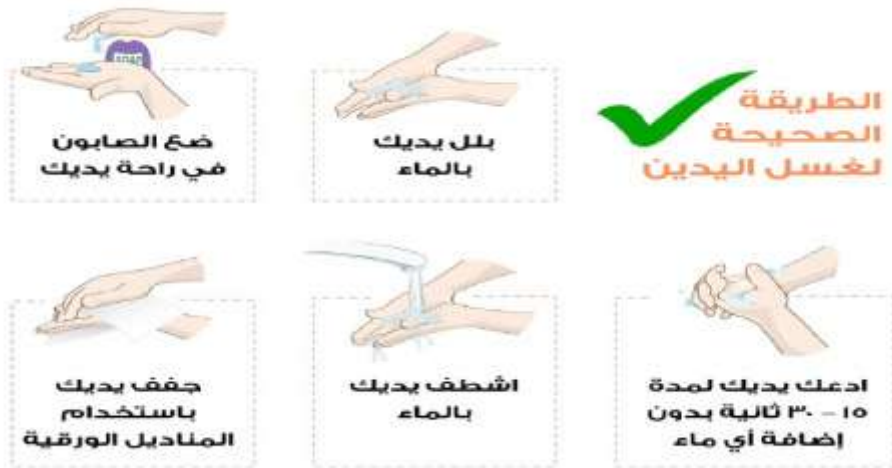 الطريقة
الصحيحة
لغسل اليدين
بلل يديك
بالماء
ضع الصابون
في راحة يديك
SOAP
ادعك يديك لمدة
١٥ - ٣٠ ثانية بدون
إضافة أي ماء
اشطف يديك
بالماء
جفف يديك
باستخدام
المناديل الورقية